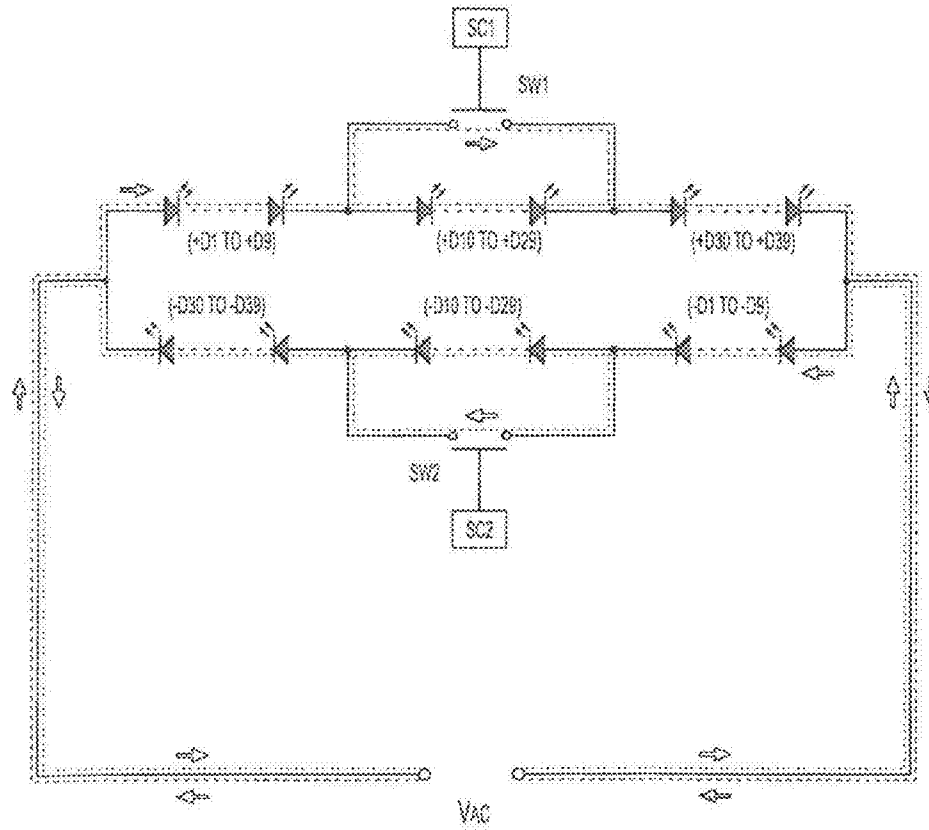 SC1
SW1
(+D1 TO +D9)
(+D10 TO +D29)
(+D30 TO +D39)
(-D30 TO -D39)
(-D10 TO -D29)
(-D1 TO -D9)
SW2
SC2
VAC